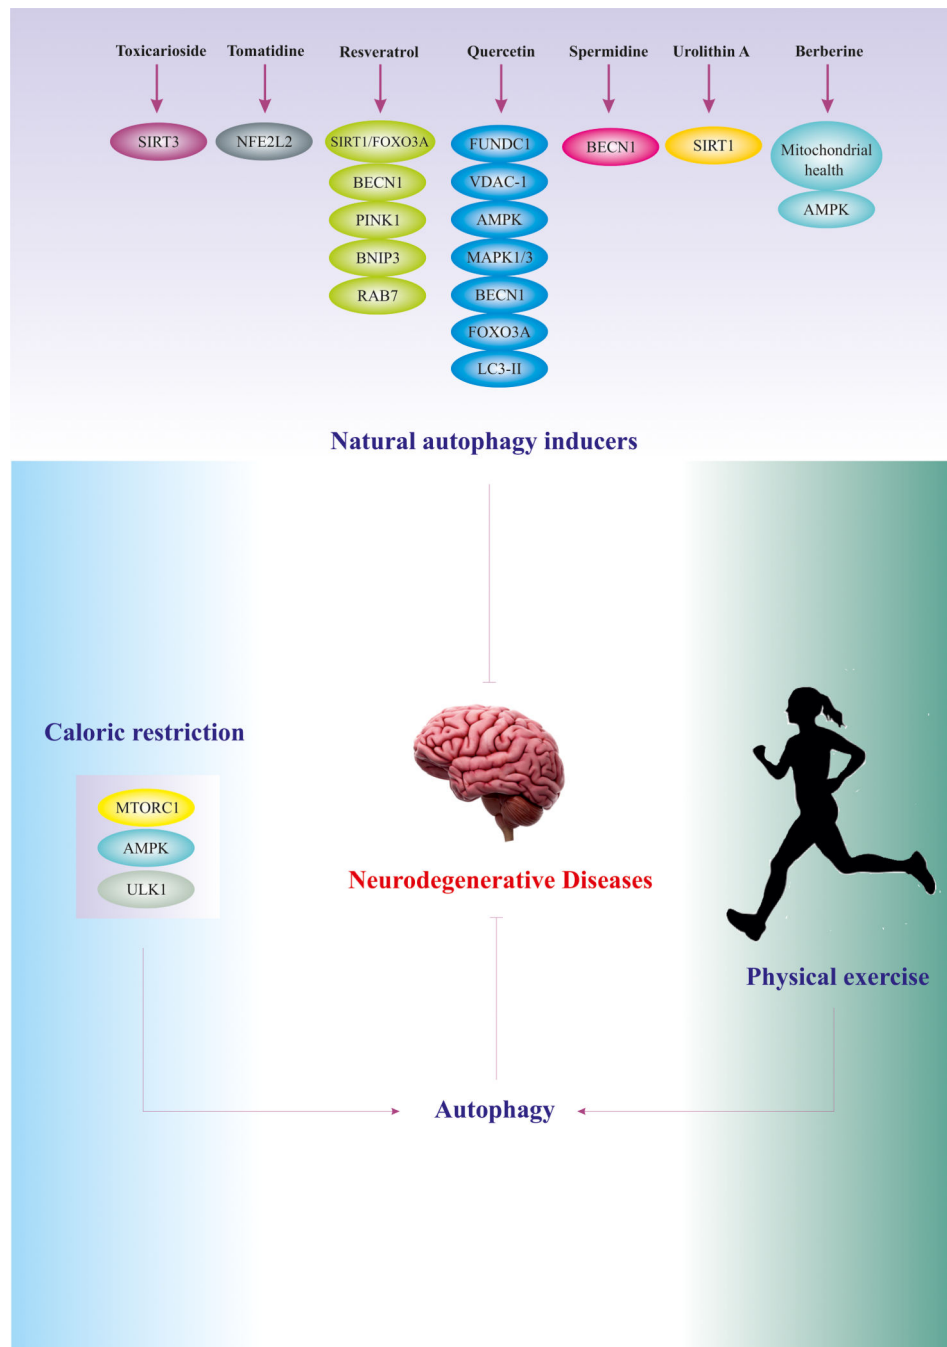 Toxicarioside
Tomatidine
Resveratrol
Quercetin
Spermidine
Urolithin A
Berberine
SIRT3
NFE2L2
SIRT1/FOXO3A
BECN1
PINK1
BNIP3
RAB7
FUNDC1
VDAC-1
AMPK
MAPK1/3
BECN1
FOXO3A
LC3-II
BECN1
SIRT1
Mitochondrial
health
AMPK
Natural autophagy inducers
Caloric restriction
MTORC1
AMPK
ULK1
Neurodegenerative Diseases
Physical exercise
Autophagy